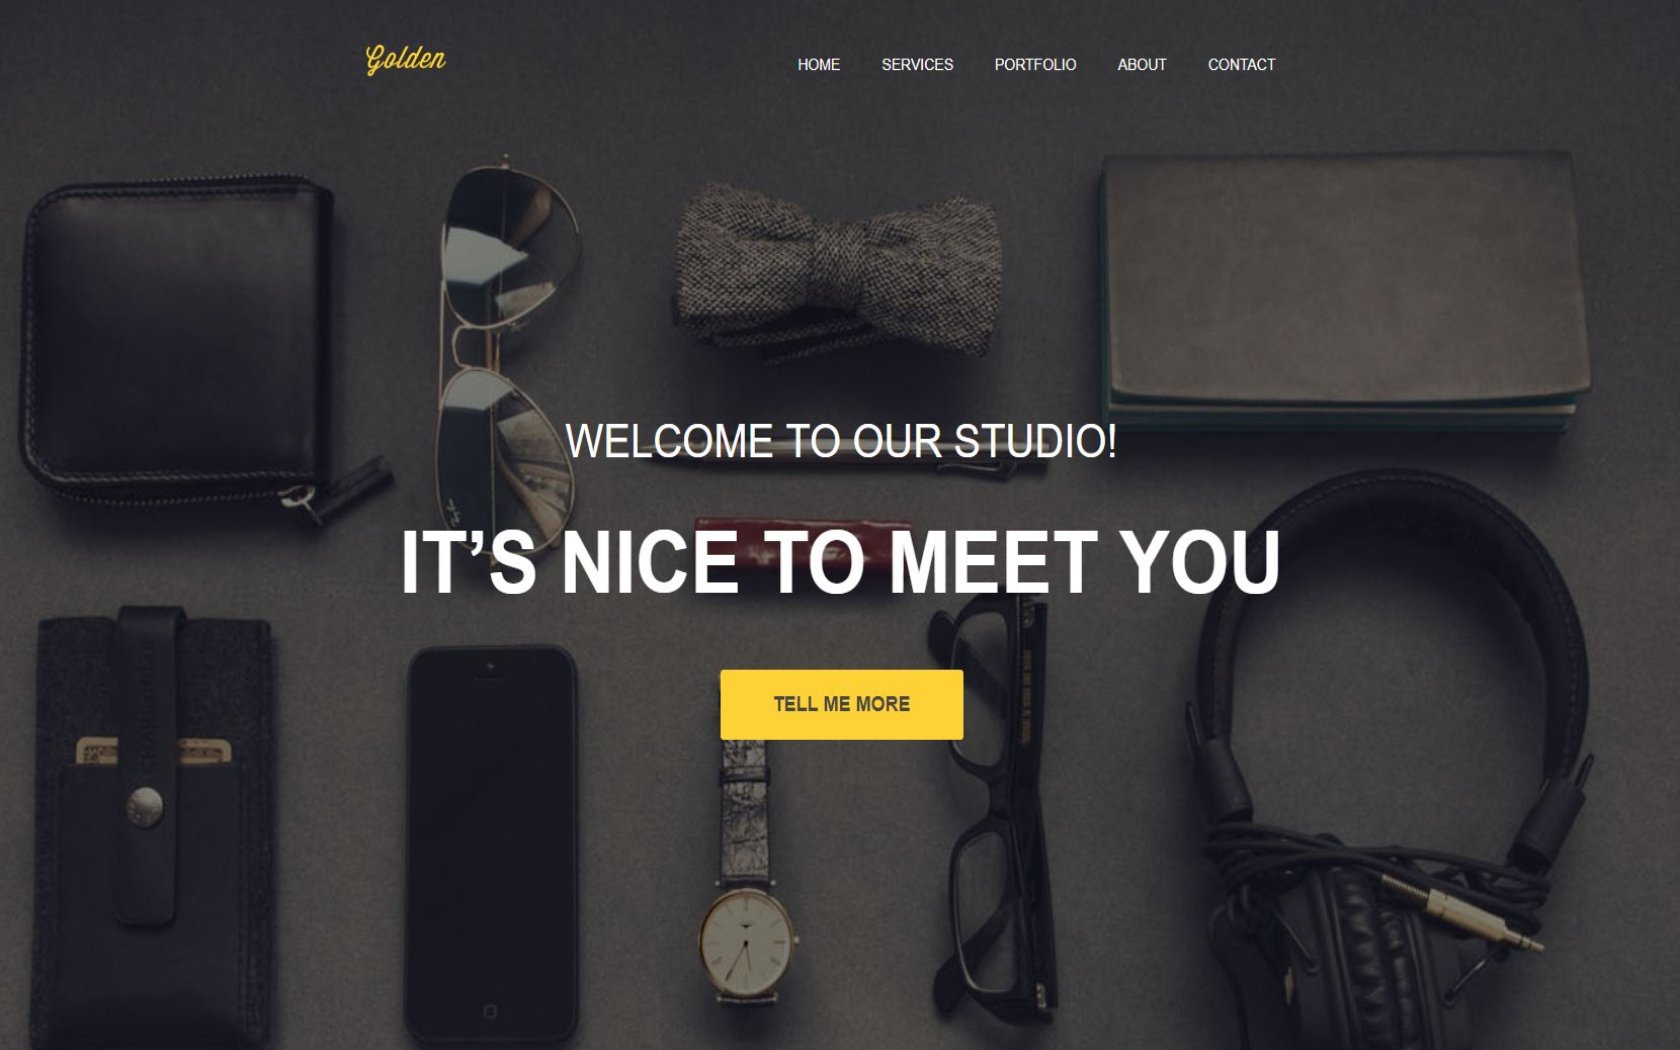 Golden
HOME SERVICES PORTFOLIO ABOUT CONTACT
WELCOME TO OUR STUDIO!
IT’S NICE TO MEET YOU
TELL ME MORE